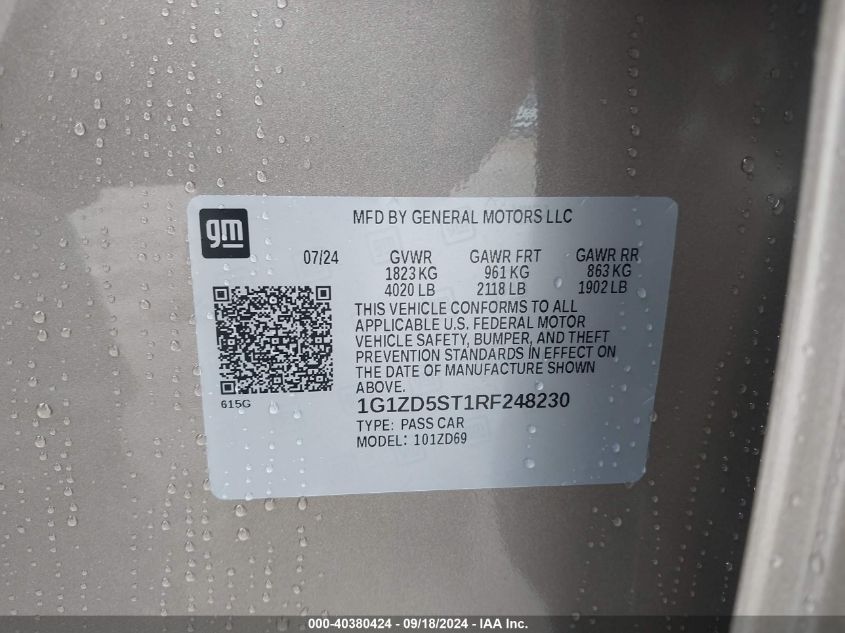 gm
MFD BY GENERAL MOTORS LLC
07/24 GVWR GAWR FRT GAWR RR
1823 KG 961 KG 863 KG
4020 LB 2118 LB 1902 LB
THIS VEHICLE CONFORMS TO ALL
APPLICABLE U.S. FEDERAL MOTOR
VEHICLE SAFETY, BUMPER, AND THEFT
PREVENTION STANDARDS IN EFFECT ON
THE DATE OF MANUFACTURE SHOWN
ABOVE.
615G
1G1ZD5ST1RF248230
TYPE: PASS CAR
MODEL: 101ZD69
000-40380424 - 09/18/2024 - IAA Inc.